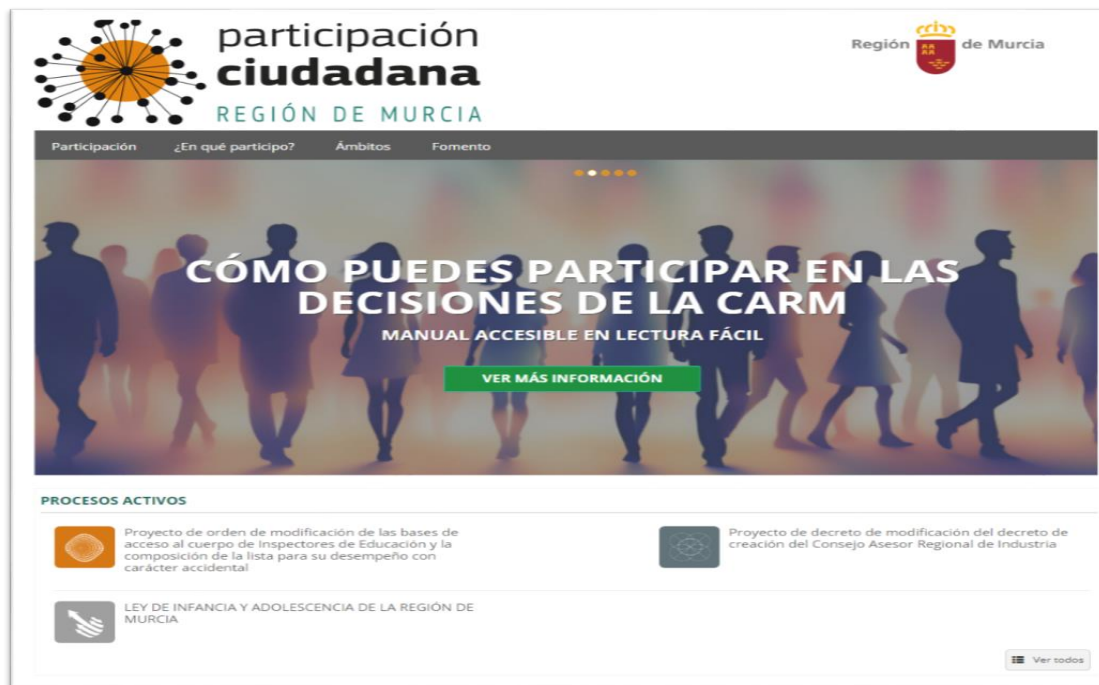 participación
ciudadana
REGIÓN DE MURCIA
Región de Murcia
Participación ¿En qué participo? Ámbitos Fomento
CÓMO PUEDES PARTICIPAR EN LAS
DECISIONES DE LA CARM
MANUAL ACCESIBLE EN LECTURA FÁCIL
VER MÁS INFORMACIÓN
PROCESOS ACTIVOS
Proyecto de orden de modificación de las bases de
acceso al cuerpo de Inspectores de Educación y la
composición de la lista para su desempeño con
carácter accidental
Proyecto de decreto de modificación del decreto de
creación del Consejo Asesor Regional de Industria
LEY DE INFANCIA Y ADOLESCENCIA DE LA REGIÓN DE
MURCIA
Ver todos